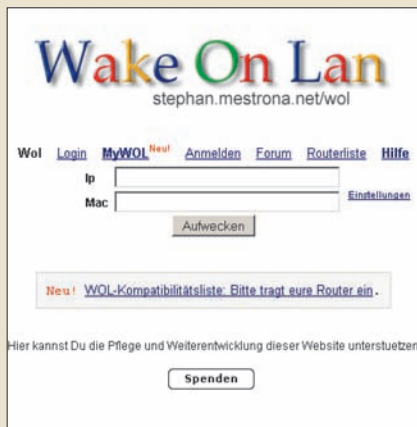 Wake On Lan
stephan.mestrona.net/wol
Wol Login MyWOL Neu! Anmelden Forum Routerliste Hilfe
Ip
Mac Einstellungen
Aufwecken
Neu! WOL-Kompatibilitätsliste: Bitte tragt eure Router ein.
Hier kannst Du die Pflege und Weiterentwicklung dieser Website unterstuetzen
Spenden